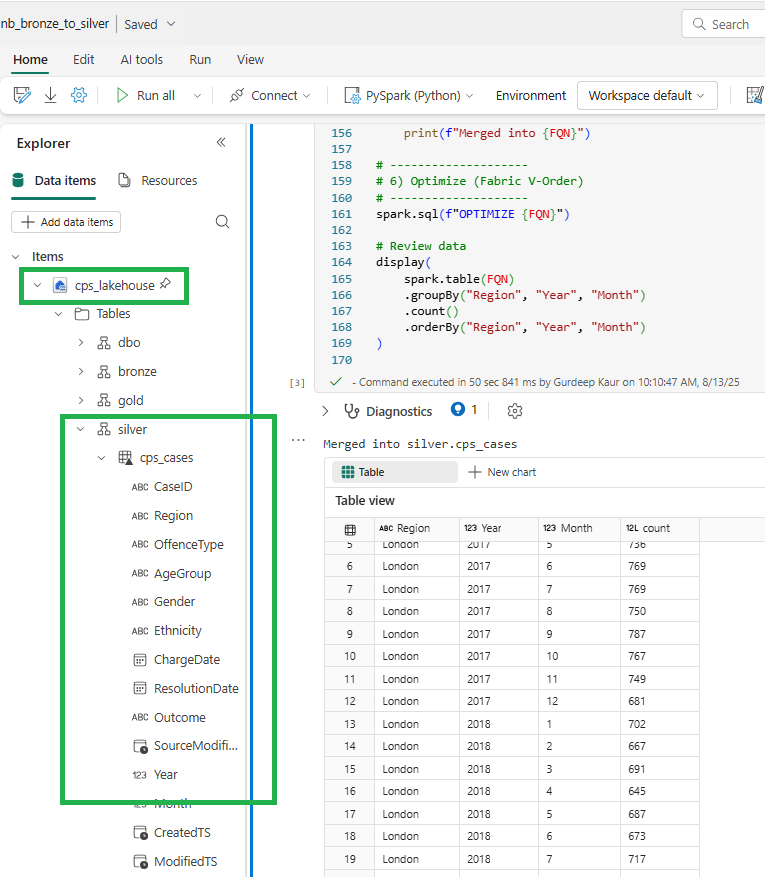 nb_bronze_to_silver Saved
Search
Home Edit AI tools Run View
Run all Connect PySpark (Python) Environment Workspace default
Explorer
Data items Resources
Add data items
Items
cps_lakehouse
Tables
dbo
bronze
gold
silver
cps_cases
ABC CaseID
ABC Region
ABC OffenceType
ABC AgeGroup
ABC Gender
ABC Ethnicity
ChargeDate
ResolutionDate
ABC Outcome
SourceModifi...
123 Year
123 Month
CreatedTS
ModifiedTS
156 print(f"Merged into {FQN}")
157
158 # --------------------
159 # 6) Optimize (Fabric V-Order)
160 # --------------------
161 spark.sql(f"OPTIMIZE {FQN}")
162
163 # Review data
164 display(
165 spark.table(FQN)
166 .groupBy("Region", "Year", "Month")
167 .count()
168 .orderBy("Region", "Year", "Month")
169 )
170
[3] - Command executed in 50 sec 841 ms by Gurdeep Kaur on 10:10:47 AM, 8/13/25
Diagnostics 1
Merged into silver.cps_cases
Table New chart
Table view
ABC Region 123 Year 123 Month 12L count
5 London 2017 5 736
6 London 2017 6 769
7 London 2017 7 769
8 London 2017 8 750
9 London 2017 9 787
10 London 2017 10 767
11 London 2017 11 749
12 London 2017 12 681
13 London 2018 1 702
14 London 2018 2 667
15 London 2018 3 691
16 London 2018 4 645
17 London 2018 5 687
18 London 2018 6 673
19 London 2018 7 717